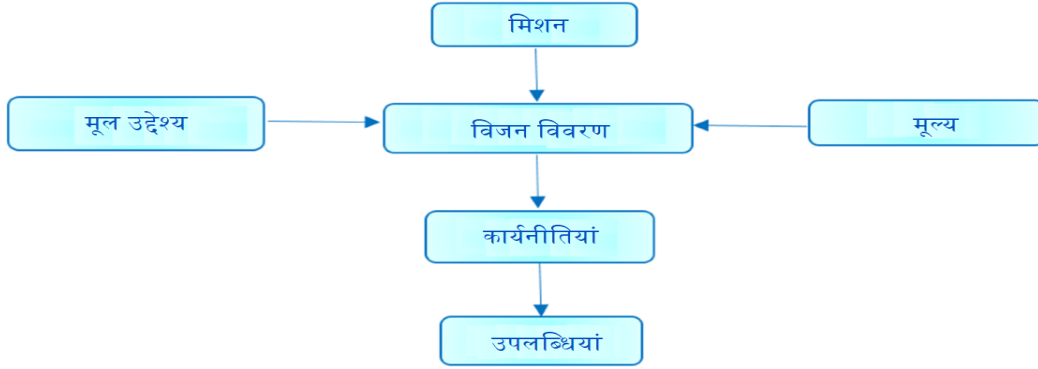 मिशन
मूल उद्देश्य
विजन विवरण
मूल्य
कार्यनीतियां
उपलब्धियां